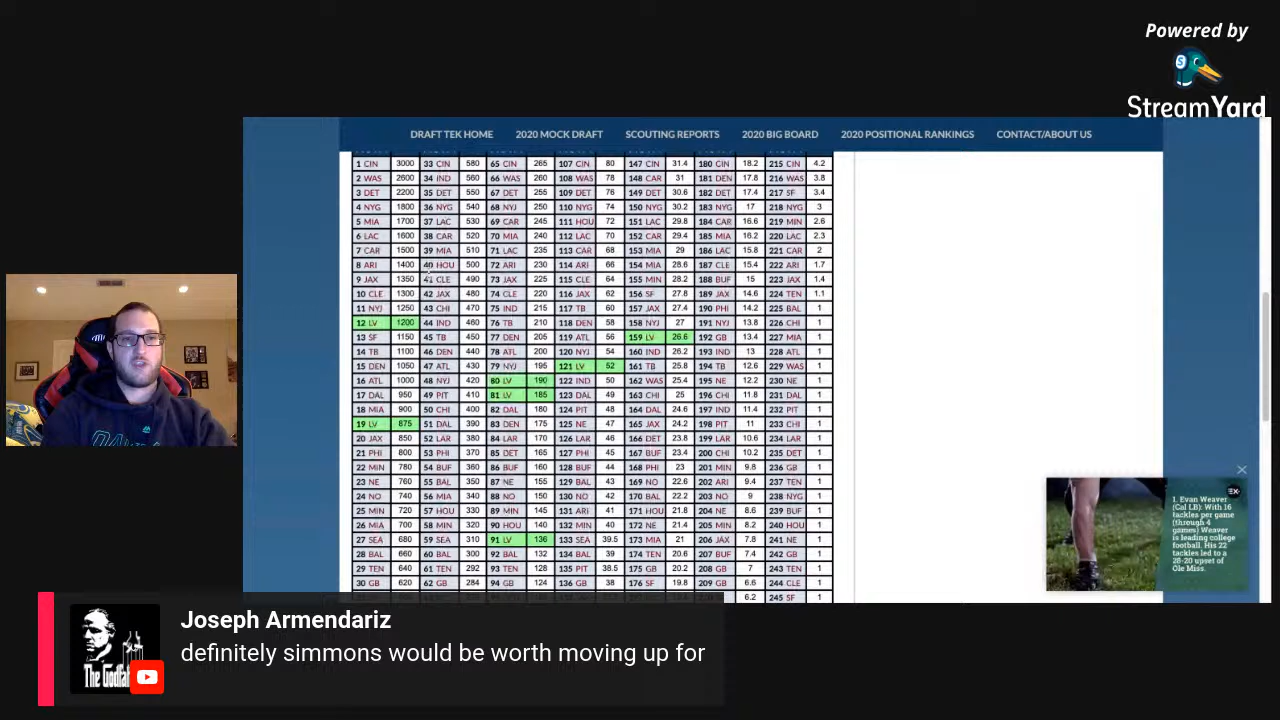 Powered by
StreamYard
DRAFT TEK HOME 2020 MOCK DRAFT SCOUTING REPORTS 2020 BIG BOARD 2020 POSITIONAL RANKINGS CONTACT/ABOUT US
1 CIN 3000 33 CIN 580 65 CIN 265 107 CIN 80 147 CIN 31.4 180 CIN 18.2 215 CIN 4.2
2 WAS 2600 34 IND 560 66 WAS 260 108 WAS 78 148 CAR 31 181 DEN 17.8 216 WAS 3.8
3 DET 2200 35 DET 550 67 DET 255 109 DET 76 149 DET 30.6 182 DET 17.4 217 SF 3.4
4 NYG 1800 36 NYG 540 68 NYJ 250 110 NYG 74 150 NYG 30.2 183 NYG 17 218 NYG 3
5 MIA 1700 37 LAC 530 69 CAR 245 111 HOU 72 151 LAC 29.8 184 CAR 16.6 219 MIN 2.6
6 LAC 1600 38 CAR 520 70 MIA 240 112 LAC 70 152 CAR 29.4 185 MIA 16.2 220 LAC 2.3
7 CAR 1500 39 MIA 510 71 LAC 235 113 CAR 68 153 MIA 29 186 LAC 15.8 221 CAR 2
8 ARI 1400 40 HOU 500 72 ARI 230 114 ARI 66 154 MIA 28.6 187 CLE 15.4 222 ARI 1.7
9 JAX 1350 41 CLE 490 73 JAX 225 115 CLE 64 155 MIN 28.2 188 BUF 15 223 JAX 1.4
10 CLE 1300 42 JAX 480 74 CLE 220 116 JAX 62 156 SF 27.8 189 JAX 14.6 224 TEN 1.1
11 NYJ 1250 43 CHI 470 75 IND 215 117 TB 60 157 JAX 27.4 190 PHI 14.2 225 BAL 1
12 LV 1200 44 IND 460 76 TB 210 118 DEN 58 158 NYJ 27 191 NYJ 13.8 226 CHI 1
13 SF 1150 45 TB 450 77 DEN 205 119 ATL 56 159 LV 26.6 192 GB 13.4 227 MIA 1
14 TB 1100 46 DEN 440 78 ATL 200 120 NYJ 54 160 IND 26.2 193 IND 13 228 ATL 1
15 DEN 1050 47 ATL 430 79 NYJ 195 121 LV 52 161 TB 25.8 194 TB 12.6 229 WAS 1
16 ATL 1000 48 NYJ 420 80 LV 190 122 IND 50 162 WAS 25.4 195 NE 12.2 230 NE 1
17 DAL 950 49 PIT 410 81 LV 185 123 DAL 49 163 CHI 25 196 CHI 11.8 231 DAL 1
18 MIA 900 50 CHI 400 82 DAL 180 124 PIT 48 164 DAL 24.6 197 IND 11.4 232 PIT 1
19 LV 875 51 DAL 390 83 DEN 175 125 NE 47 165 JAX 24.2 198 PIT 11 233 CHI 1
20 JAX 850 52 LAR 380 84 LAR 170 126 LAR 46 166 DET 23.8 199 LAR 10.6 234 LAR 1
21 PHI 800 53 PHI 370 85 DET 165 127 PHI 45 167 BUF 23.4 200 CHI 10.2 235 DET 1
22 MIN 780 54 BUF 360 86 BUF 160 128 BUF 44 168 PHI 23 201 MIN 9.8 236 GB 1
23 NE 760 55 BAL 350 87 NE 155 129 BAL 43 169 NO 22.6 202 ARI 9.4 237 TEN 1
24 NO 740 56 MIA 340 88 NO 150 130 NO 42 170 BAL 22.2 203 NO 9 238 NYG 1
25 MIN 720 57 HOU 330 89 MIN 145 131 ARI 41 171 HOU 21.8 204 NE 8.6 239 BUF 1
26 MIA 700 58 MIN 320 90 HOU 140 132 MIN 40 172 NE 21.4 205 MIN 8.2 240 HOU 1
27 SEA 680 59 SEA 310 91 LV 136 133 SEA 39.5 173 MIA 21 206 JAX 7.8 241 NE 1
28 BAL 660 60 BAL 300 92 BAL 132 134 BAL 39 174 TEN 20.6 207 BUF 7.4 242 GB 1
29 TEN 640 61 TEN 292 93 TEN 128 135 PIT 38.5 175 GB 20.2 208 GB 7 243 TEN 1
30 GB 620 62 GB 284 94 GB 124 136 GB 38 176 SF 19.8 209 GB 6.6 244 CLE 1
6.2 245 SF 1
1. Evan Weaver
(Cal LB): With 16
tackles per game
(through 4
games) Weaver
is leading college
football. His 22
tackles led to a
28-20 upset of
Ole Miss.
Joseph Armendariz
definitely simmons would be worth moving up for